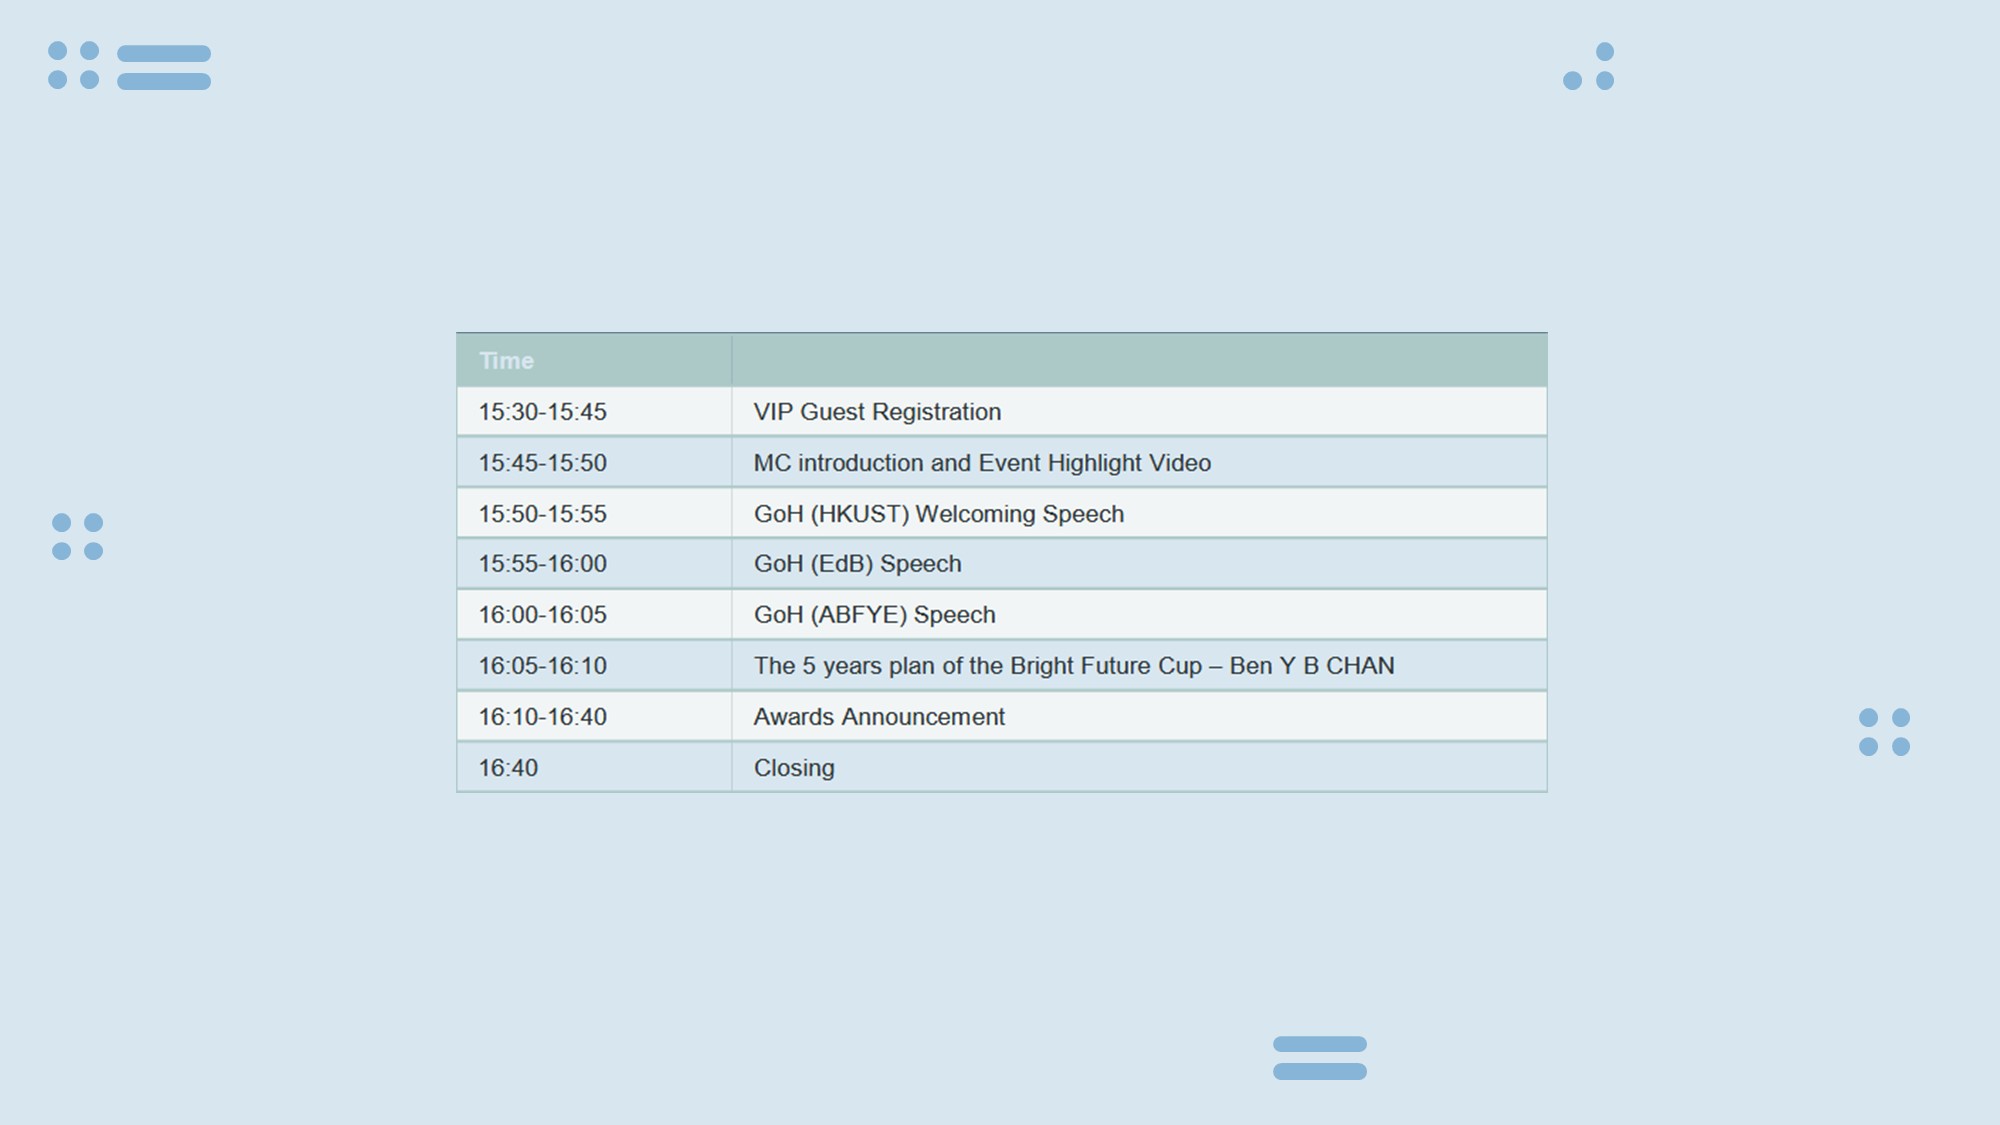 Time
15:30-15:45 VIP Guest Registration
15:45-15:50 MC introduction and Event Highlight Video
15:50-15:55 GoH (HKUST) Welcoming Speech
15:55-16:00 GoH (EdB) Speech
16:00-16:05 GoH (ABFYE) Speech
16:05-16:10 The 5 years plan of the Bright Future Cup – Ben Y B CHAN
16:10-16:40 Awards Announcement
16:40 Closing